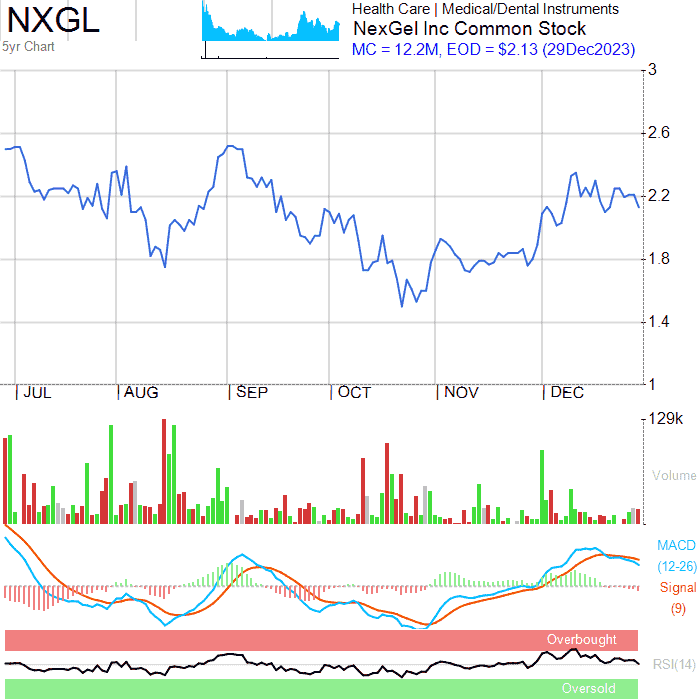 NXGL
5yr Chart
Health Care | Medical/Dental Instruments
NexGel Inc Common Stock
MC = 12.2M, EOD = $2.13 (29Dec2023)
3
2.6
2.2
1.8
1.4
1
| JUL | AUG | SEP | OCT | NOV | DEC
129k
Volume
MACD
(12-26)
Signal
(9)
Overbought
RSI(14)
Oversold